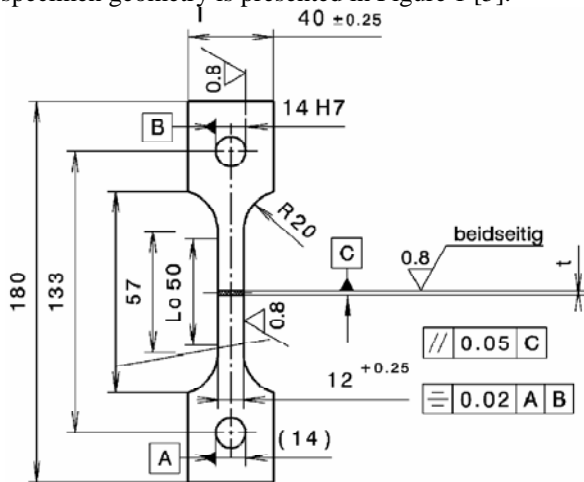 specimen geometry is presented in Figure 1 [3].
40 ±0.25
0.8
B
14 H7
R20
beidseitig
C
0.8
t
180
133
57
Lo 50
0.8
// 0.05 C
12 +0.25
⌯ 0.02 A B
(14)
A